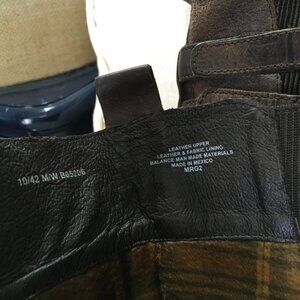 10/42 M/W B85206
LEATHER UPPER
LEATHER & FABRIC LINING
BALANCE MAN MADE MATERIALS
MADE IN MEXICO
MRG2